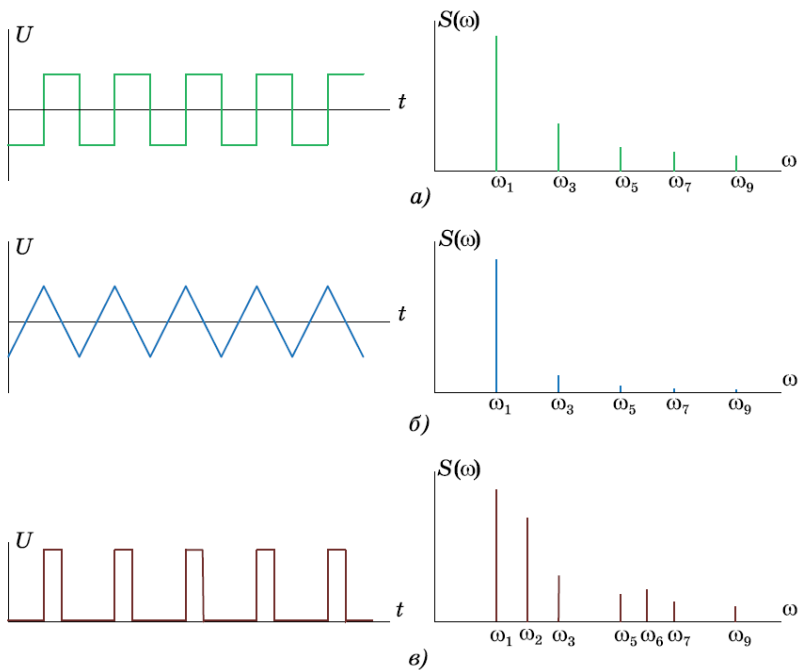 U
t
S(ω)
ω
ω₁ ω₃ ω₅ ω₇ ω₉
а)
U
t
S(ω)
ω
ω₁ ω₃ ω₅ ω₇ ω₉
б)
U
t
S(ω)
ω
ω₁ ω₂ ω₃ ω₅ ω₆ ω₇ ω₉
в)